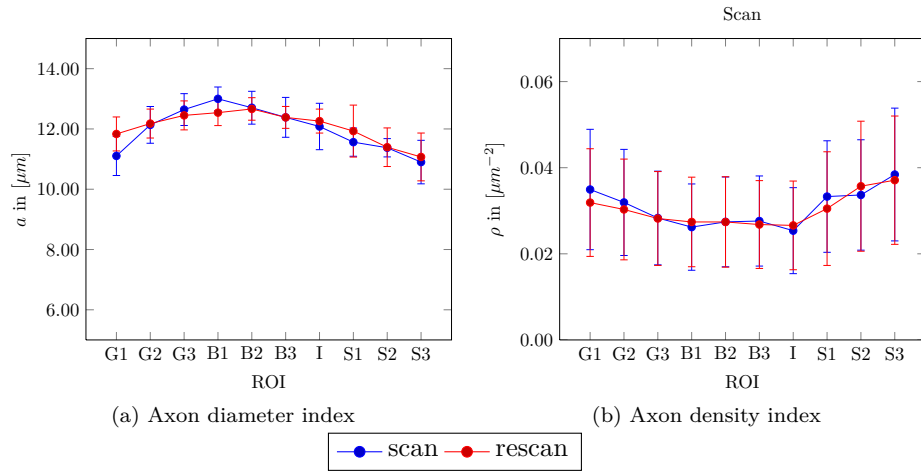 Scan
14.00
12.00
10.00
8.00
6.00
a in [μm]
G1 G2 G3 B1 B2 B3 I S1 S2 S3
ROI
(a) Axon diameter index
0.06
0.04
0.02
0.00
ρ in [μm⁻²]
G1 G2 G3 B1 B2 B3 I S1 S2 S3
ROI
(b) Axon density index
scan rescan